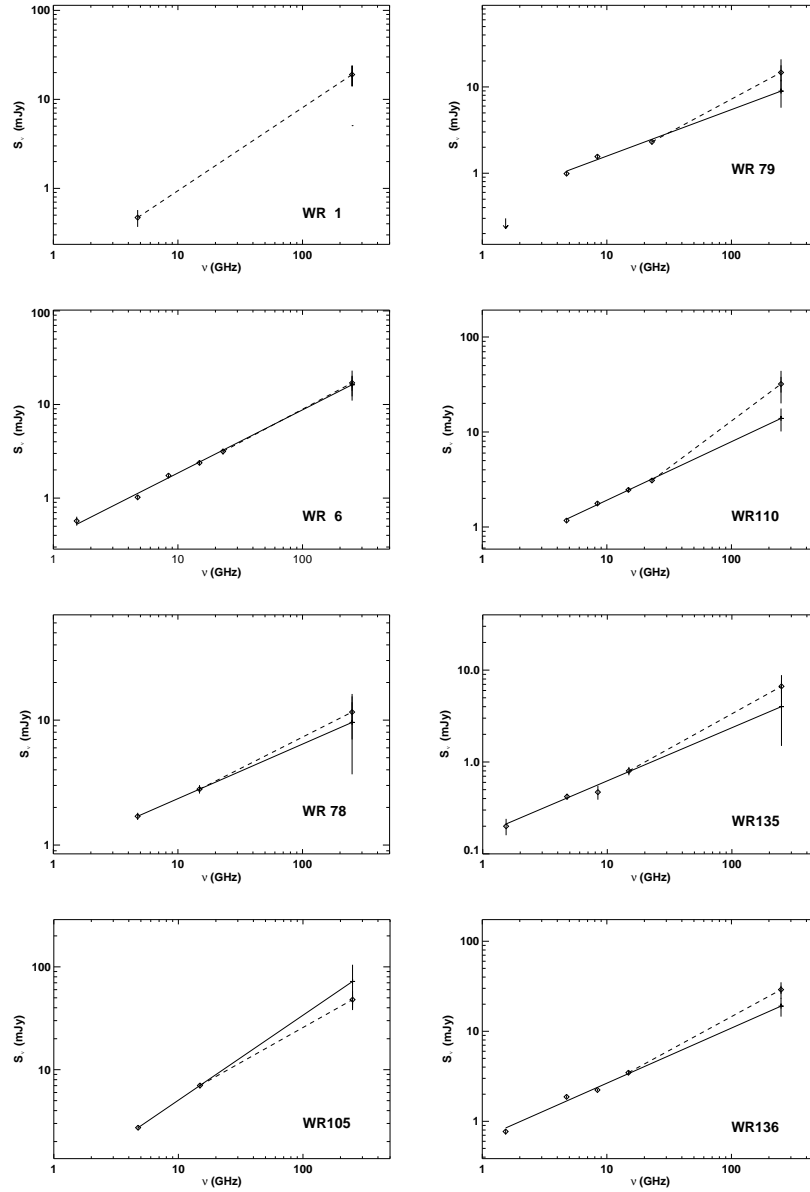 100
10
1
S_ν (mJy)
WR 1
1 10 100
ν (GHz)
100
10
1
S_ν (mJy)
WR 6
1 10 100
ν (GHz)
10
1
S_ν (mJy)
WR 78
1 10 100
ν (GHz)
100
10
S_ν (mJy)
WR105
1 10 100
ν (GHz)
10
1
S_ν (mJy)
WR 79
1 10 100
ν (GHz)
100
10
1
S_ν (mJy)
WR110
1 10 100
ν (GHz)
10.0
1.0
0.1
S_ν (mJy)
WR135
1 10 100
ν (GHz)
100
10
1
S_ν (mJy)
WR136
1 10 100
ν (GHz)